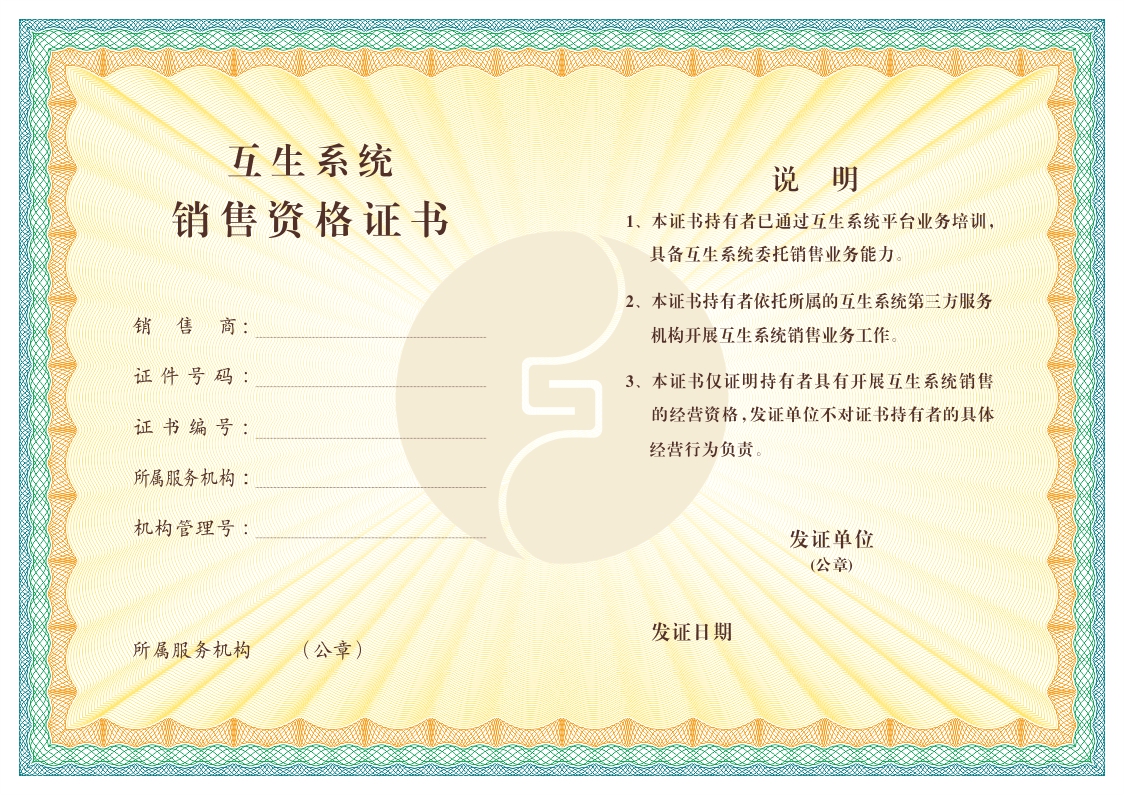 互生系统
销售资格证书
销售商：
证件号码：
证书编号：
所属服务机构：
机构管理号：
所属服务机构　　（公章）
说　明
1、本证书持有者已通过互生系统平台业务培训，
具备互生系统委托销售业务能力。
2、本证书持有者依托所属的互生系统第三方服务
机构开展互生系统销售业务工作。
3、本证书仅证明持有者具有开展互生系统销售
的经营资格，发证单位不对证书持有者的具体
经营行为负责。
发证单位
(公章)
发证日期